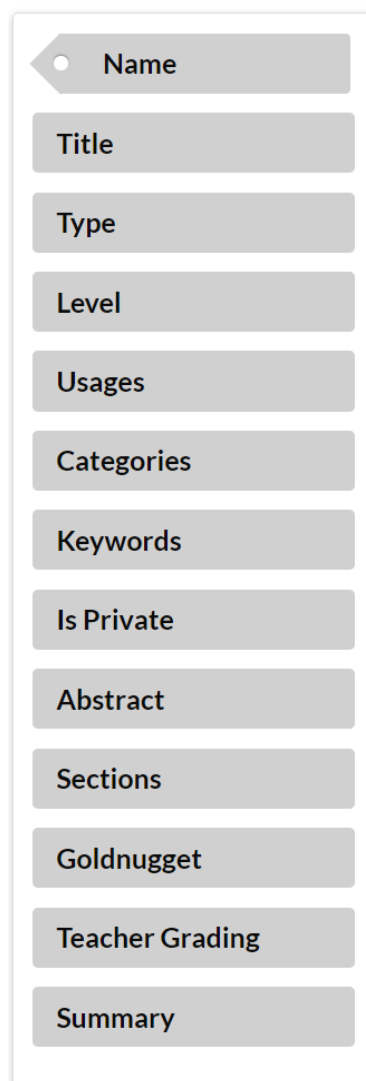 Name
Title
Type
Level
Usages
Categories
Keywords
Is Private
Abstract
Sections
Goldnugget
Teacher Grading
Summary